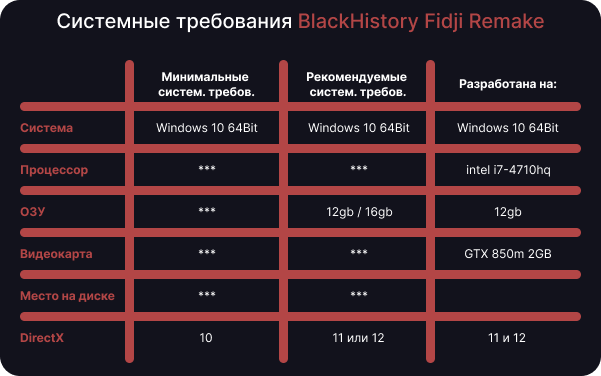 Системные требования BlackHistory Fidji Remake
Минимальные систем. требов. Рекомендуемые систем. требов. Разработана на:
Система Windows 10 64Bit Windows 10 64Bit Windows 10 64Bit
Процессор *** *** intel i7-4710hq
ОЗУ *** 12gb / 16gb 12gb
Видеокарта *** *** GTX 850m 2GB
Место на диске *** ***
DirectX 10 11 или 12 11 и 12